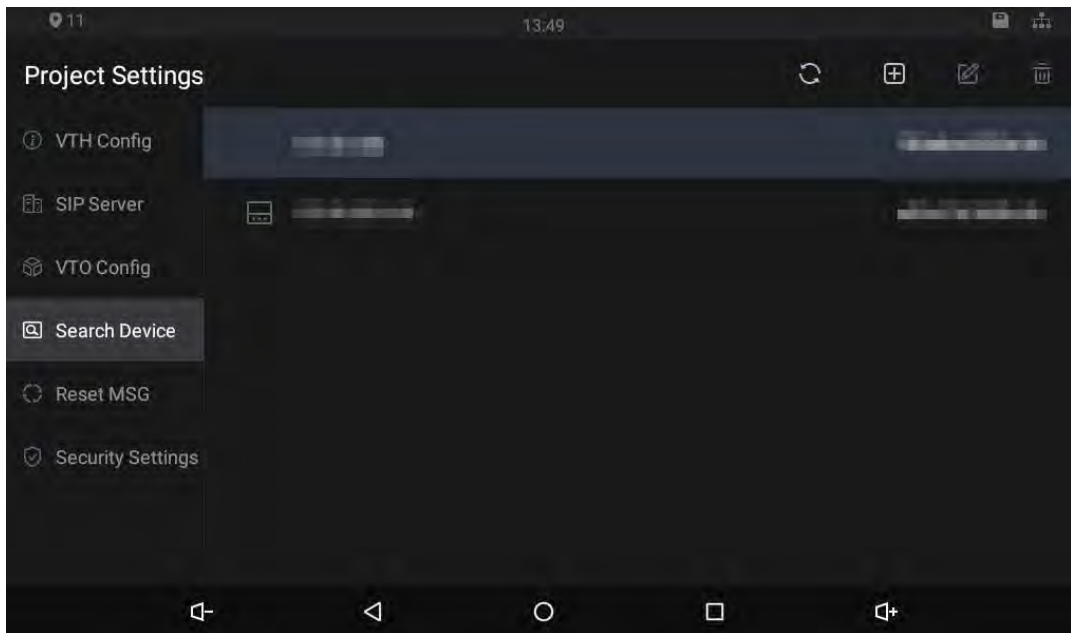 11
13:49
Project Settings
VTH Config
SIP Server
VTO Config
Search Device
Reset MSG
Security Settings